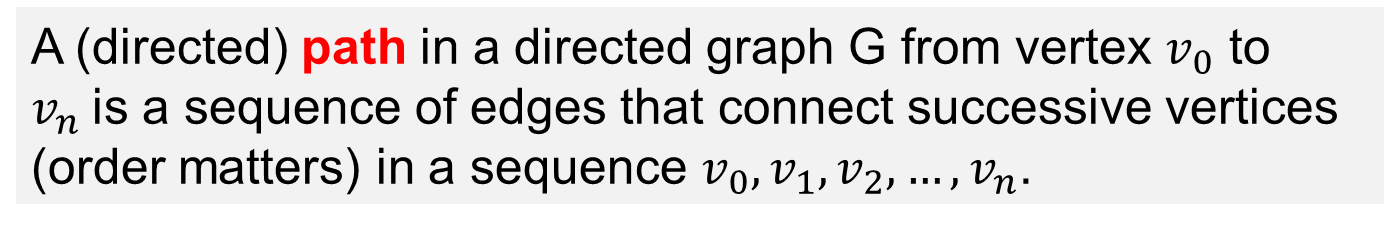 A (directed) path in a directed graph G from vertex v₀ to
vₙ is a sequence of edges that connect successive vertices
(order matters) in a sequence v₀, v₁, v₂, ..., vₙ.